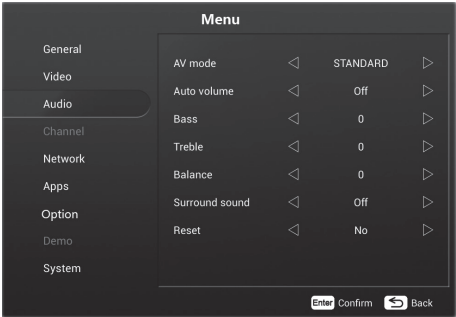 Menu
General
Video
Audio
Channel
Network
Apps
Option
Demo
System
AV mode STANDARD
Auto volume Off
Bass 0
Treble 0
Balance 0
Surround sound Off
Reset No
Enter Confirm Back